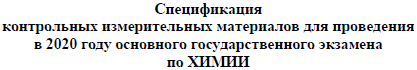 Спецификация
контрольных измерительных материалов для проведения
в 2020 году основного государственного экзамена
по ХИМИИ